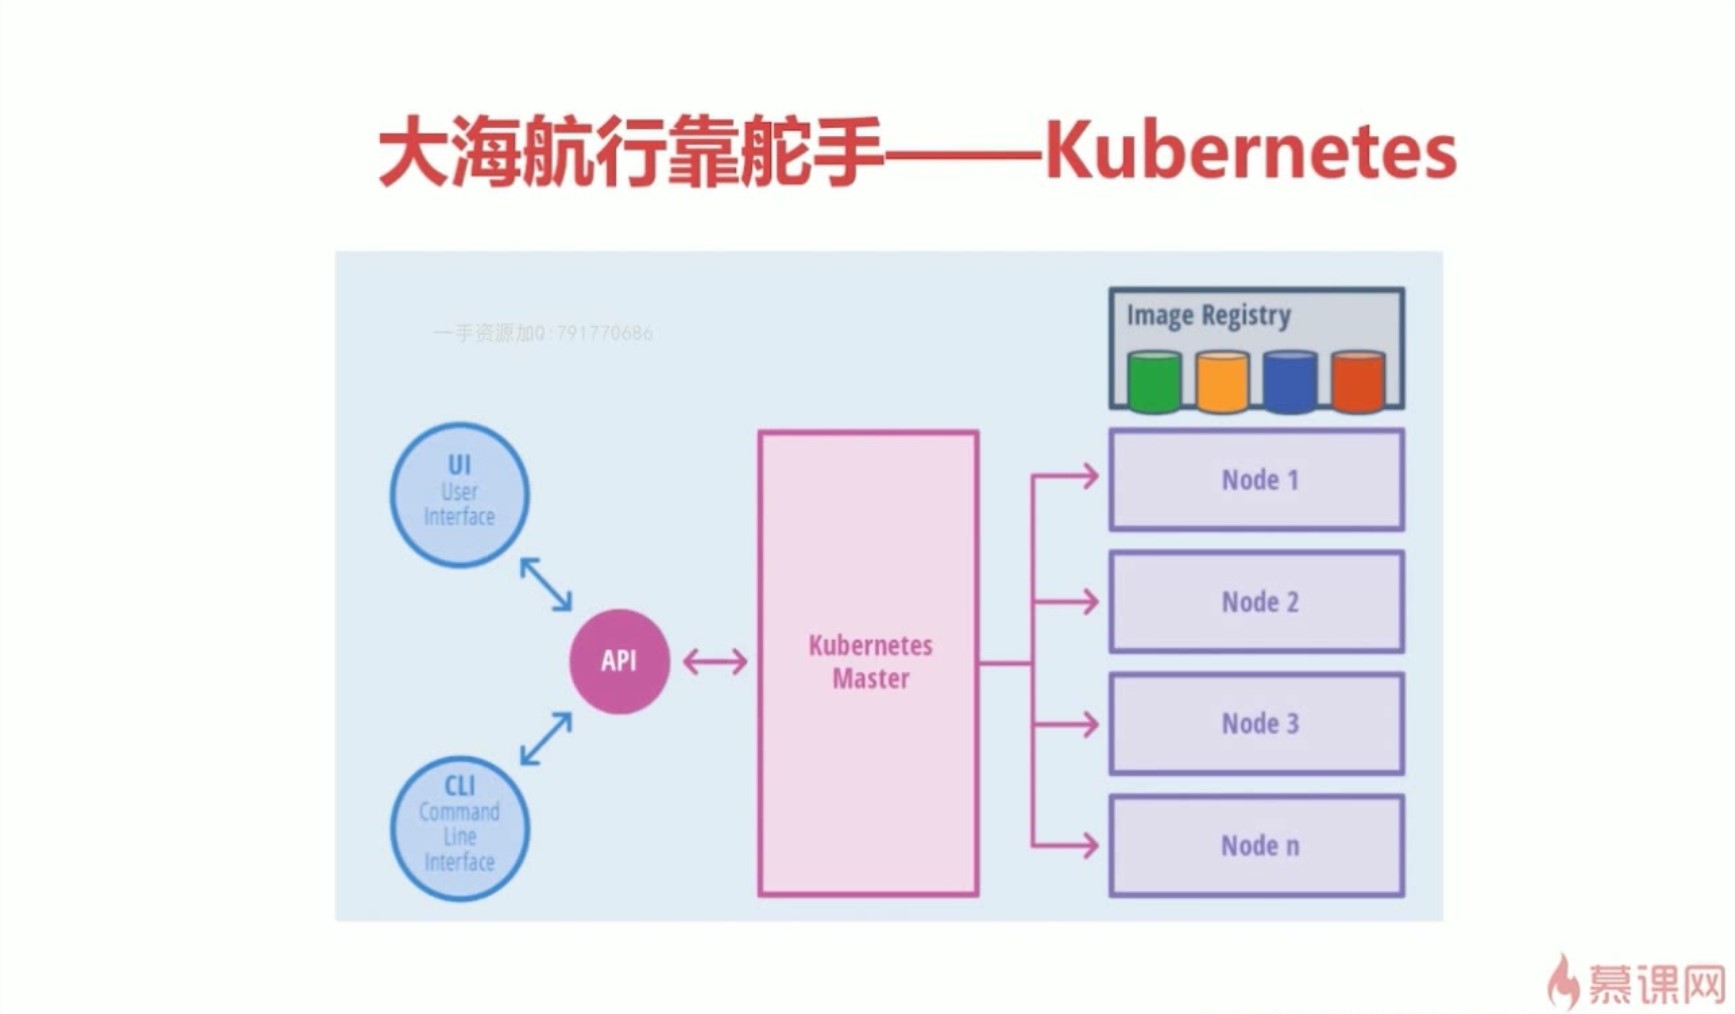 大海航行靠舵手——Kubernetes
一手资源加Q:791770686
Image Registry
UI
User
Interface
API
CLI
Command
Line
Interface
Kubernetes
Master
Node 1
Node 2
Node 3
Node n
慕课网